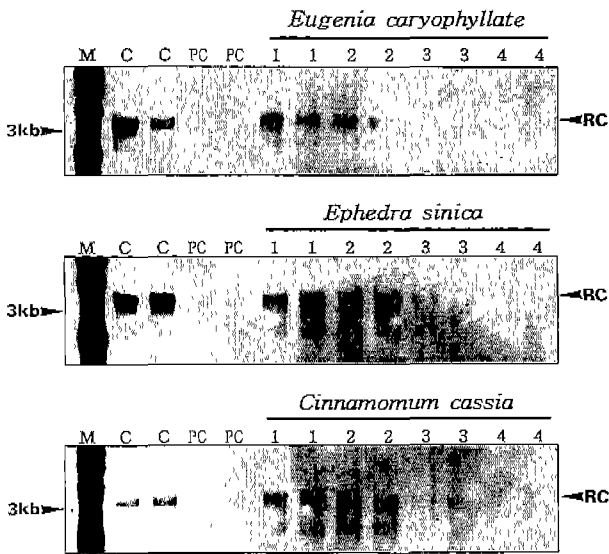 Eugenia caryophyllate
M C C PC PC 1 1 2 2 3 3 4 4
3kb RC
Ephedra sinica
M C C PC PC 1 1 2 2 3 3 4 4
3kb RC
Cinnamomum cassia
M C C PC PC 1 1 2 2 3 3 4 4
3kb RC